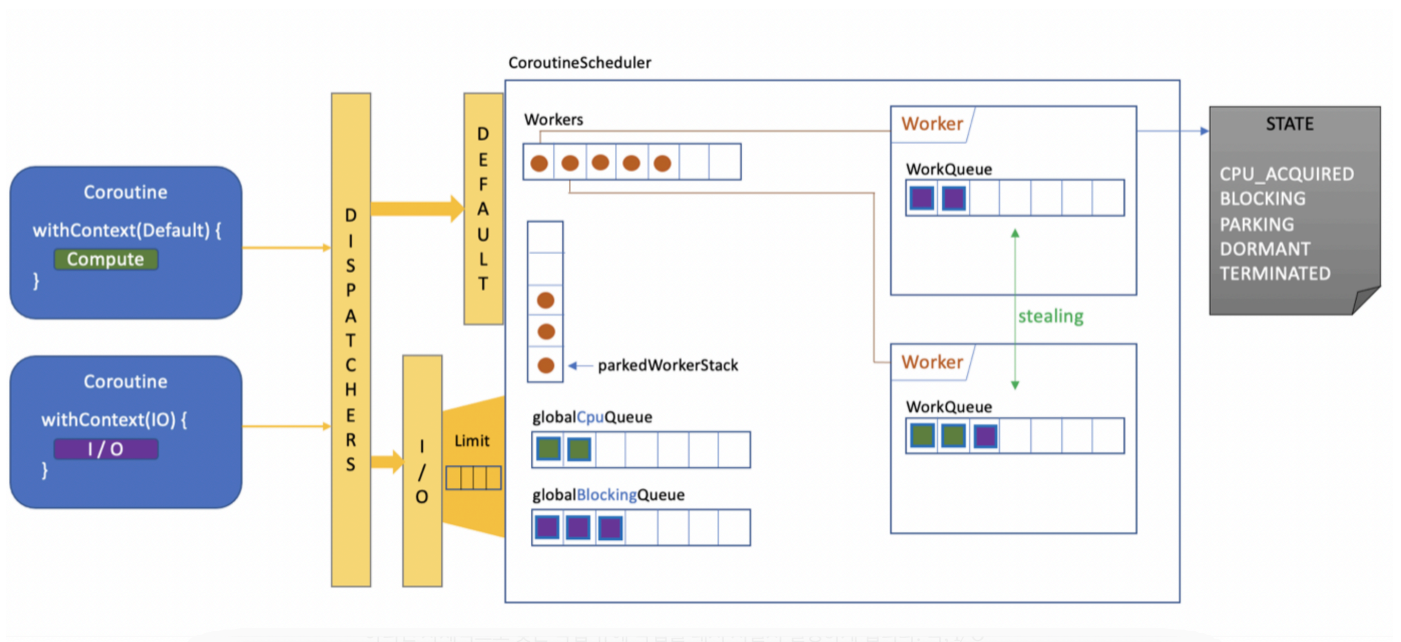 CoroutineScheduler
Coroutine
withContext(Default) {
Compute
}
Coroutine
withContext(IO) {
I / O
}
DISPATCHERS
DEFAULT
I/O
Limit
Workers
parkedWorkerStack
globalCpuQueue
globalBlockingQueue
Worker
WorkQueue
stealing
Worker
WorkQueue
STATE
CPU_ACQUIRED
BLOCKING
PARKING
DORMANT
TERMINATED